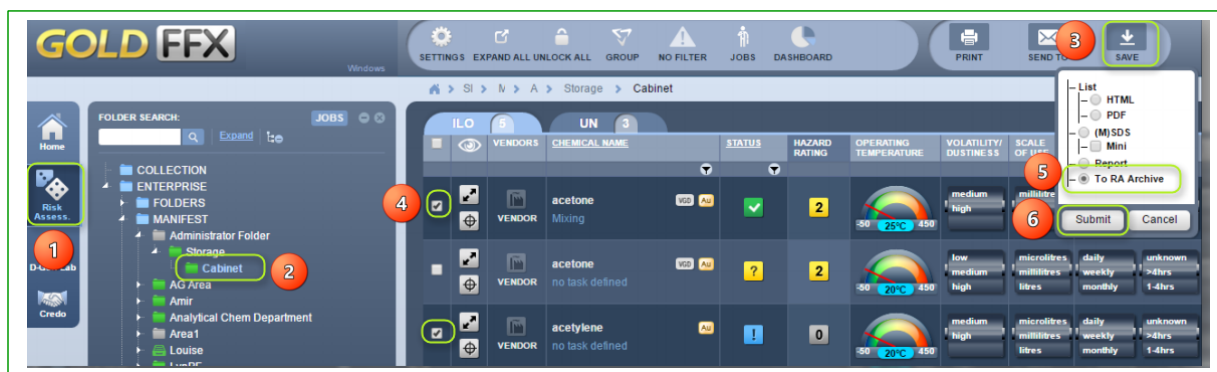 GOLD FFX
Windows
SETTINGS EXPAND ALL UNLOCK ALL GROUP NO FILTER JOBS DASHBOARD
PRINT SEND TO SAVE
3
> SI > N > A > Storage > Cabinet
List
HTML
PDF
(M)SDS
Mini
Report
To RA Archive
5
Submit Cancel
6
Home
Risk
Assess.
1
Credo
FOLDER SEARCH: JOBS
Expand
COLLECTION
ENTERPRISE
FOLDERS
MANIFEST
Administrator Folder
Storage
Cabinet
2
AG Area
Amir
Analytical Chem Department
Area1
Louise
ILO 5 UN 3
VENDORS CHEMICAL NAME STATUS HAZARD RATING OPERATING TEMPERATURE VOLATILITY/ DUSTINESS SCALE
4
VENDOR
acetone VGD Au
Mixing
2
-50 25°C 450
medium
high
VENDOR
acetone VGD Au
no task defined
?
2
-50 20°C 450
low
medium
high
microlitres
millilitres
litres
daily
weekly
monthly
unknown
>4hrs
1-4hrs
VENDOR
acetylene Au
no task defined
!
0
-50 20°C 450
medium
high
microlitres
millilitres
litres
daily
weekly
monthly
unknown
>4hrs
1-4hrs